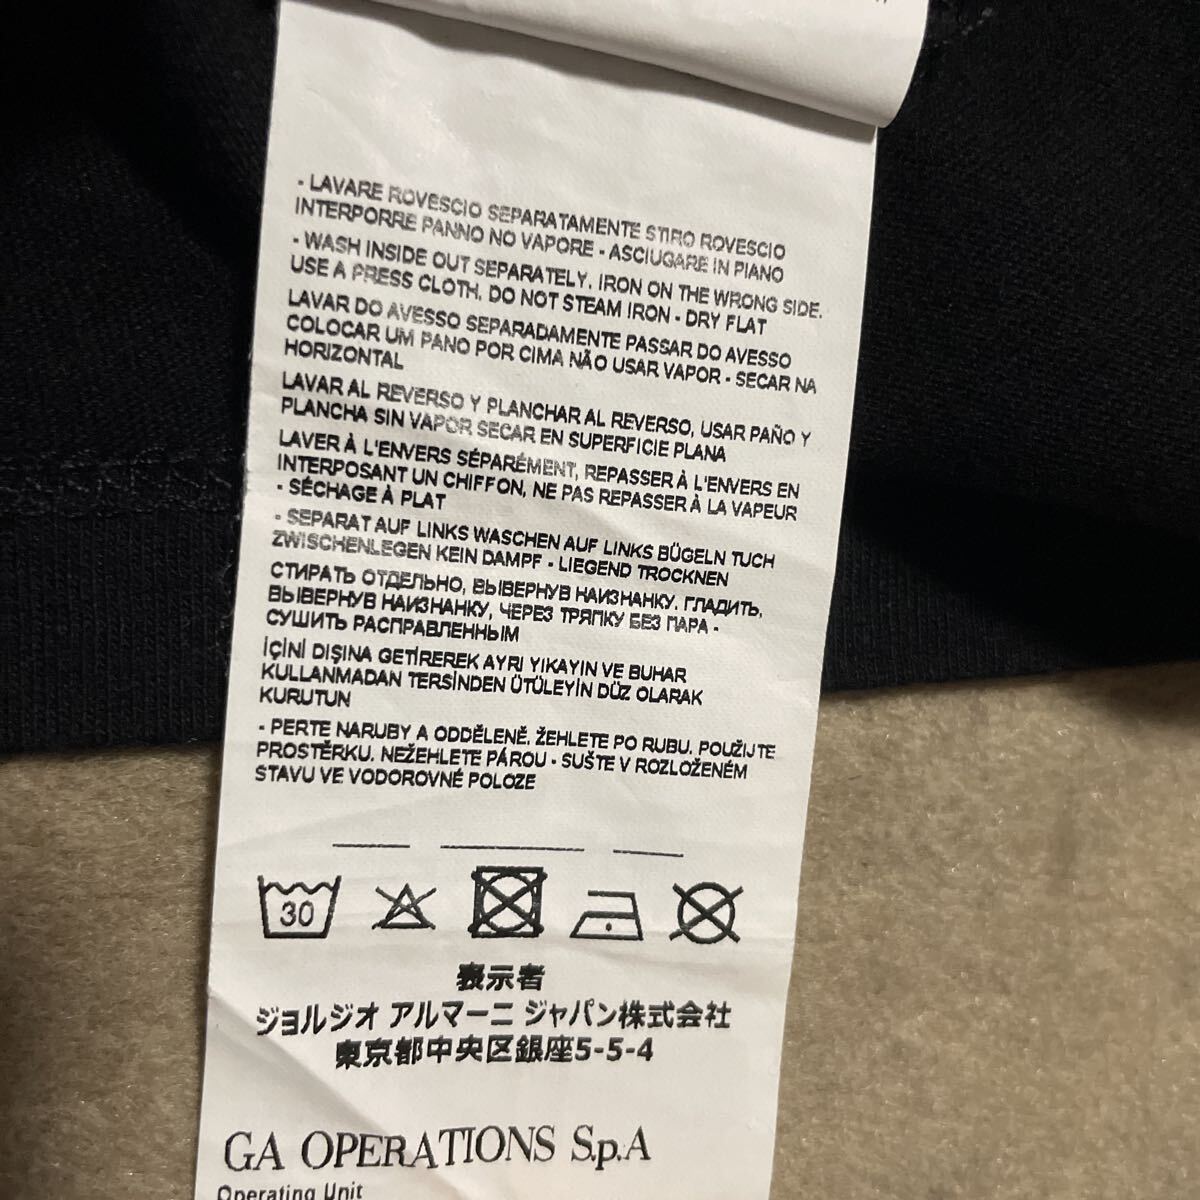 - LAVARE ROVESCIO SEPARATAMENTE STIRO ROVESCIO
INTERPORRE PANNO NO VAPORE - ASCIUGARE IN PIANO
- WASH INSIDE OUT SEPARATELY. IRON ON THE WRONG SIDE.
USE A PRESS CLOTH. DO NOT STEAM IRON - DRY FLAT
LAVAR DO AVESSO SEPARADAMENTE PASSAR DO AVESSO
COLOCAR UM PANO POR CIMA NÃO USAR VAPOR - SECAR NA
HORIZONTAL
LAVAR AL REVERSO Y PLANCHAR AL REVERSO, USAR PAÑO Y
PLANCHA SIN VAPOR SECAR EN SUPERFICIE PLANA
LAVER À L'ENVERS SÉPARÉMENT, REPASSER À L'ENVERS EN
INTERPOSANT UN CHIFFON, NE PAS REPASSER À LA VAPEUR
- SÉCHAGE À PLAT
- SEPARAT AUF LINKS WASCHEN AUF LINKS BÜGELN TUCH
ZWISCHENLEGEN KEIN DAMPF - LIEGEND TROCKNEN
СТИРАТЬ ОТДЕЛЬНО, ВЫВЕРНУВ НАИЗНАНКУ. ГЛАДИТЬ,
ВЫВЕРНУВ НАИЗНАНКУ, ЧЕРЕЗ ТРЯПКУ БЕЗ ПАРА -
СУШИТЬ РАСПРАВЛЕННЫМ
İÇİNİ DIŞINA GETİREREK AYRI YIKAYIN VE BUHAR
KULLANMADAN TERSİNDEN ÜTÜLEYİN DÜZ OLARAK
KURUTUN
- PERTE NARUBY A ODDĚLENĚ. ŽEHLETE PO RUBU. POUŽIJTE
PROSTĚRKU. NEŽEHLETE PÁROU - SUŠTE V ROZLOŽENÉM
STAVU VE VODOROVNÉ POLOZE
30
表示者
ジョルジオ アルマーニ ジャパン株式会社
東京都中央区銀座5-5-4
GA OPERATIONS S.p.A
Operating Unit